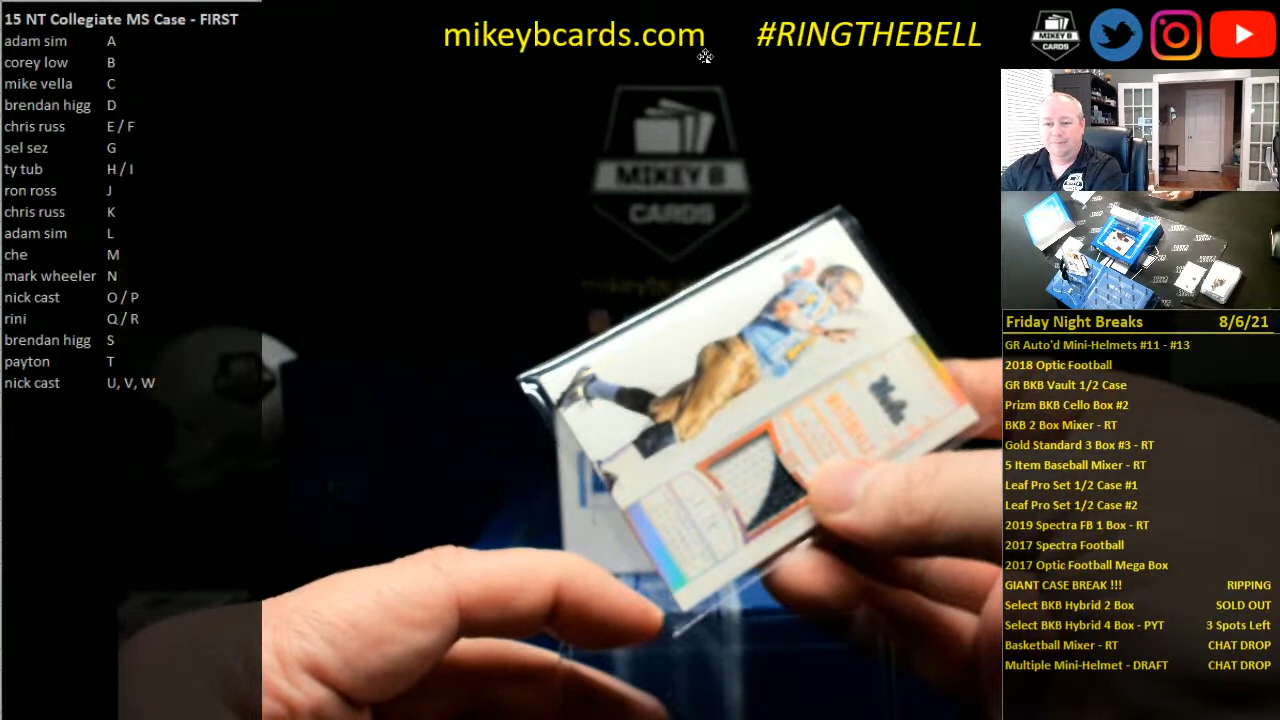 15 NT Collegiate MS Case - FIRST
adam sim A
corey low B
mike vella C
brendan higg D
chris russ E / F
sel sez G
ty tub H / I
ron ross J
chris russ K
adam sim L
che M
mark wheeler N
nick cast O / P
rini Q / R
brendan higg S
payton T
nick cast U, V, W
mikeybcards.com #RINGTHEBELL
MIKEY B
CARDS
MIKEY B
CARDS
Friday Night Breaks 8/6/21
GR Auto'd Mini-Helmets #11 - #13
2018 Optic Football
GR BKB Vault 1/2 Case
Prizm BKB Cello Box #2
BKB 2 Box Mixer - RT
Gold Standard 3 Box #3 - RT
5 Item Baseball Mixer - RT
Leaf Pro Set 1/2 Case #1
Leaf Pro Set 1/2 Case #2
2019 Spectra FB 1 Box - RT
2017 Spectra Football
2017 Optic Football Mega Box
GIANT CASE BREAK !!! RIPPING
Select BKB Hybrid 2 Box SOLD OUT
Select BKB Hybrid 4 Box - PYT 3 Spots Left
Basketball Mixer - RT CHAT DROP
Multiple Mini-Helmet - DRAFT CHAT DROP